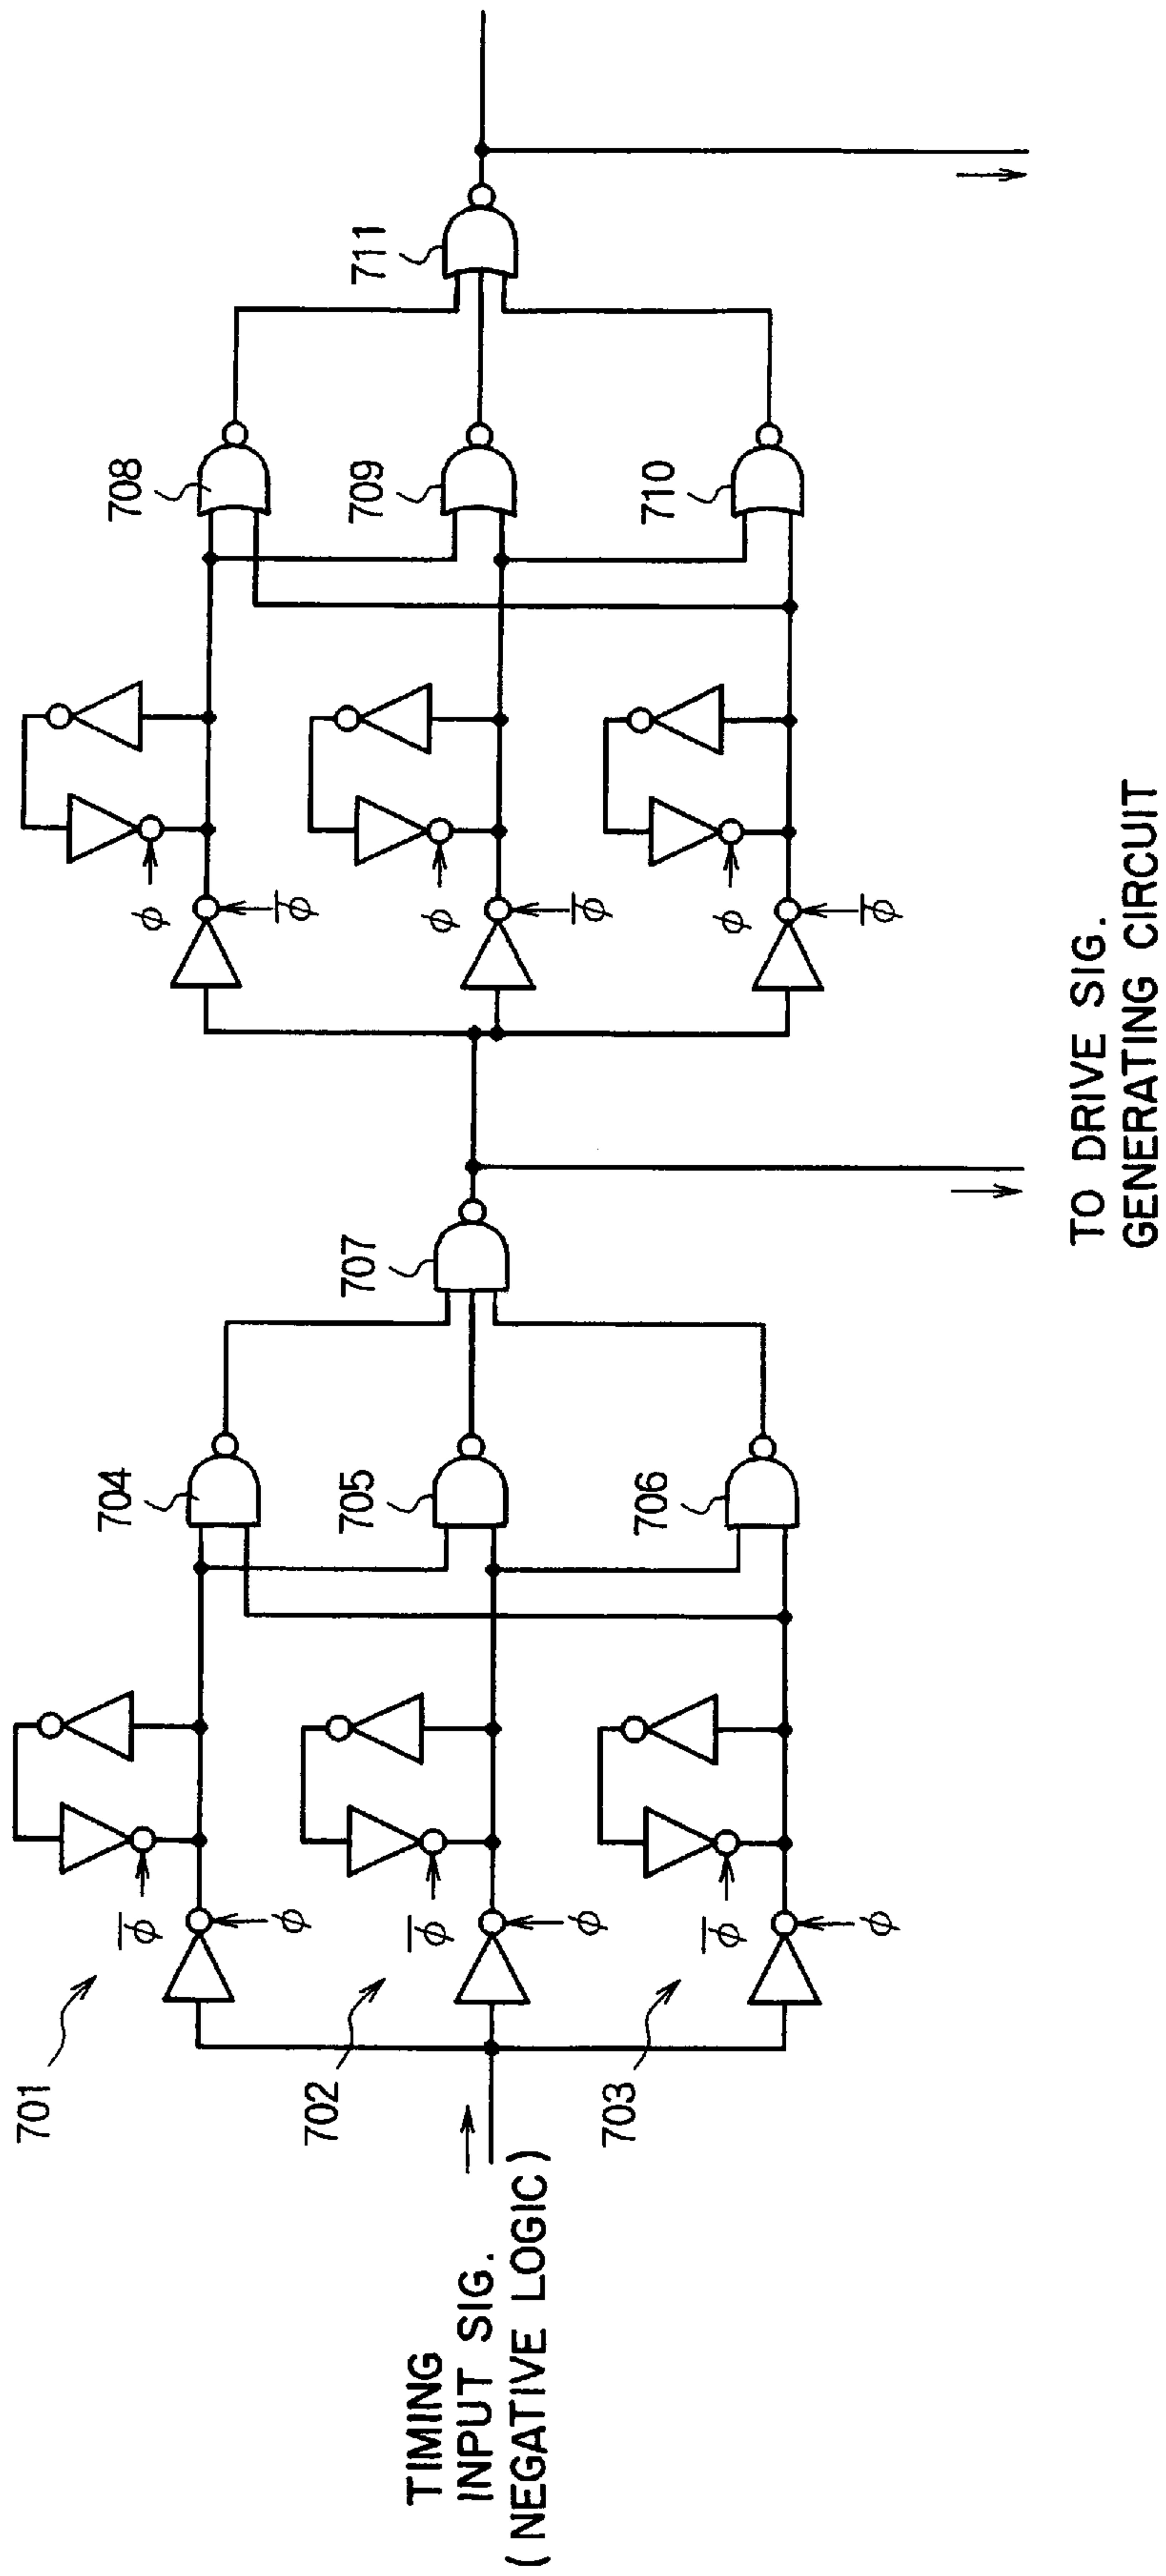 701
704
708
φ̄
φ
φ
φ̄
702
705
707
709
711
φ̄
φ
TIMING
INPUT SIG.
(NEGATIVE LOGIC)
φ
φ̄
703
706
710
φ̄
φ
φ
φ̄
TO DRIVE SIG.
GENERATING CIRCUIT